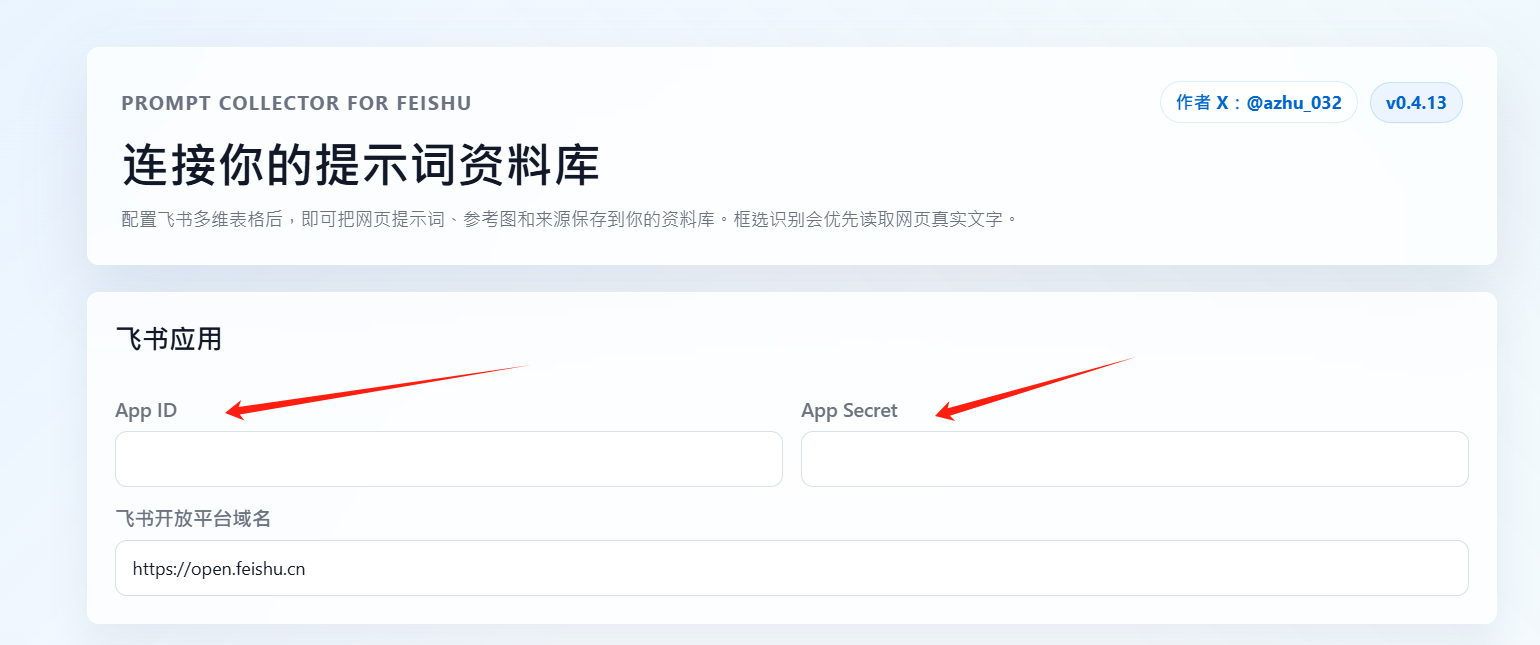 PROMPT COLLECTOR FOR FEISHU
作者 X：@azhu_032
v0.4.13
连接你的提示词资料库
配置飞书多维表格后，即可把网页提示词、参考图和来源保存到你的资料库。框选识别会优先读取网页真实文字。
飞书应用
App ID
App Secret
飞书开放平台域名
https://open.feishu.cn